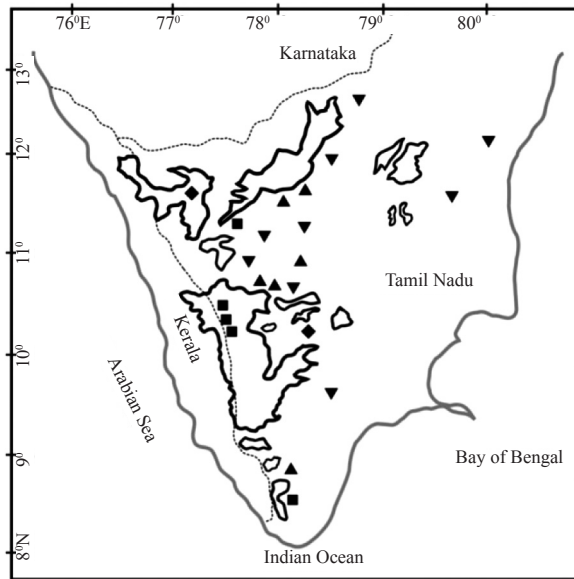 76⁰E 77⁰ 78⁰ 79⁰ 80⁰
Karnataka
13⁰
12⁰
11⁰
Tamil Nadu
Kerala
10⁰
Arabian Sea
9⁰
Bay of Bengal
8⁰N
Indian Ocean